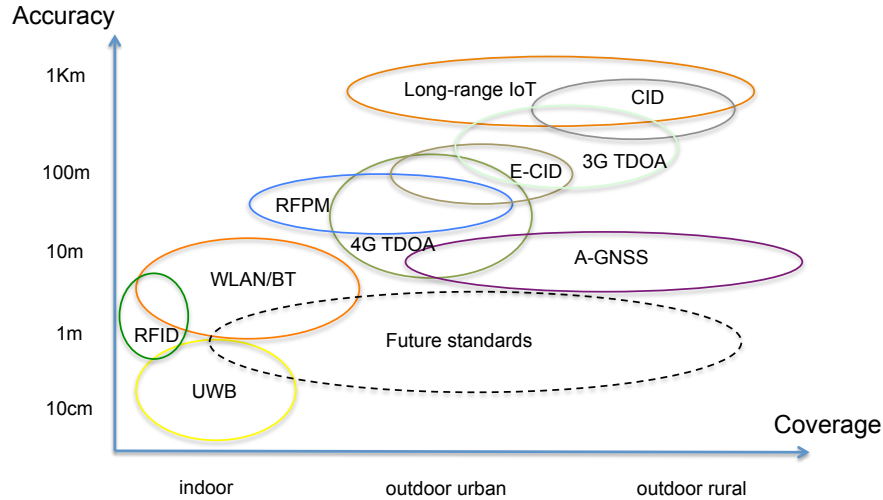 Accuracy
1Km
Long-range IoT
CID
3G TDOA
100m
E-CID
RFPM
4G TDOA
10m
A-GNSS
WLAN/BT
1m
RFID
Future standards
UWB
10cm
Coverage
indoor
outdoor urban
outdoor rural